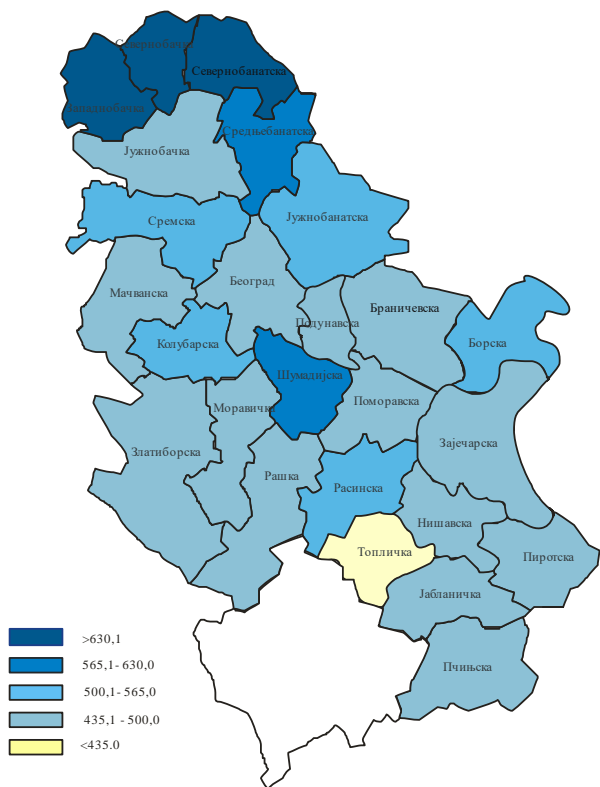 Севернобачка
Севернобанатска
Западнобачка
Средњебанатска
Јужнобачка
Јужнобанатска
Сремска
Београд
Мачванска
Браничевска
Подунавска
Колубарска
Борска
Шумадијска
Моравичка
Поморавска
Златиборска
Зајечарска
Рашка
Расинска
Нишавска
Топличка
Пиротска
Јабланичка
Пчињска
>630,1
565,1- 630,0
500,1- 565,0
435,1 - 500,0
<435.0